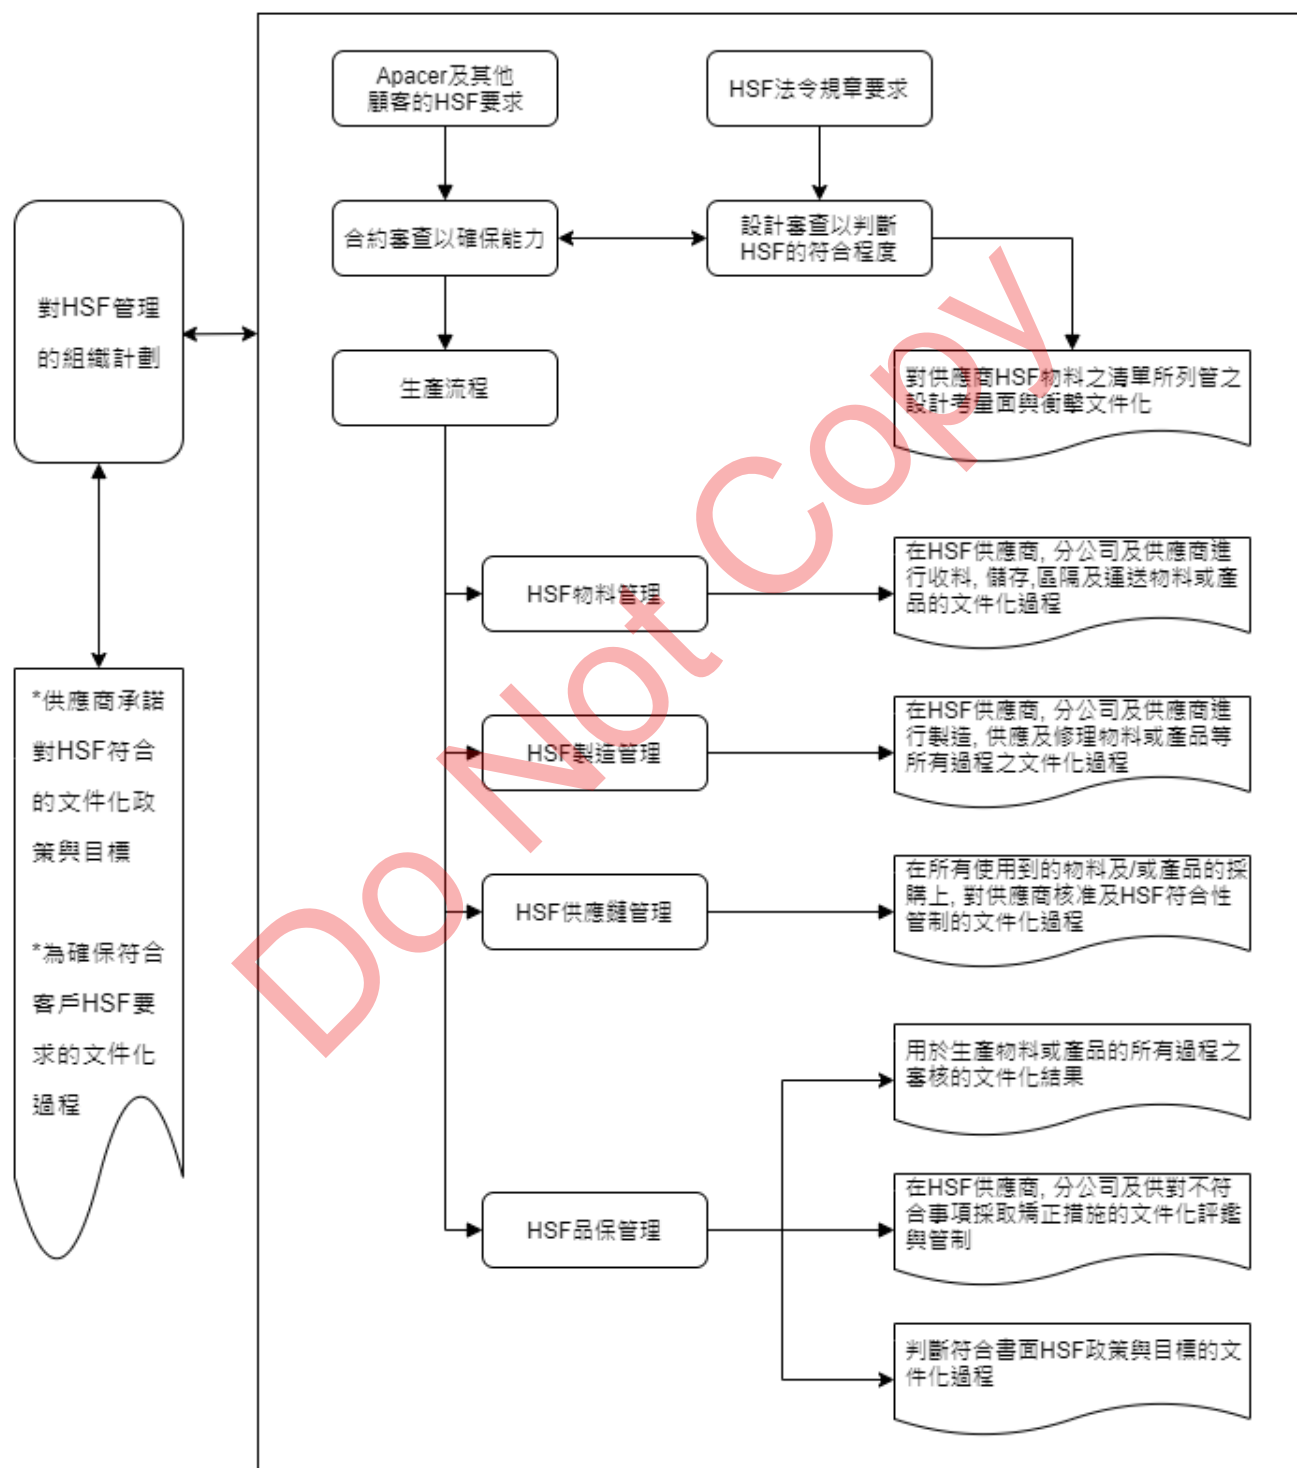 Apacer及其他
顧客的HSF要求
HSF法令規章要求
合約審查以確保能力
設計審查以判斷
HSF的符合程度
對HSF管理
的組織計劃
生產流程
對供應商HSF物料之清單所列管之
設計考量面與衝擊文件化
HSF物料管理
在HSF供應商, 分公司及供應商進
行收料, 儲存,區隔及運送物料或產
品的文件化過程
*供應商承諾
對HSF符合
的文件化政
策與目標
*為確保符合
客戶HSF要
求的文件化
過程
HSF製造管理
在HSF供應商, 分公司及供應商進
行製造, 供應及修理物料或產品等
所有過程之文件化過程
HSF供應鏈管理
在所有使用到的物料及/或產品的採
購上, 對供應商核准及HSF符合性
管制的文件化過程
用於生產物料或產品的所有過程之
審核的文件化結果
HSF品保管理
在HSF供應商, 分公司及供對不符
合事項採取矯正措施的文件化評鑑
與管制
判斷符合書面HSF政策與目標的文
件化過程
Do Not Copy